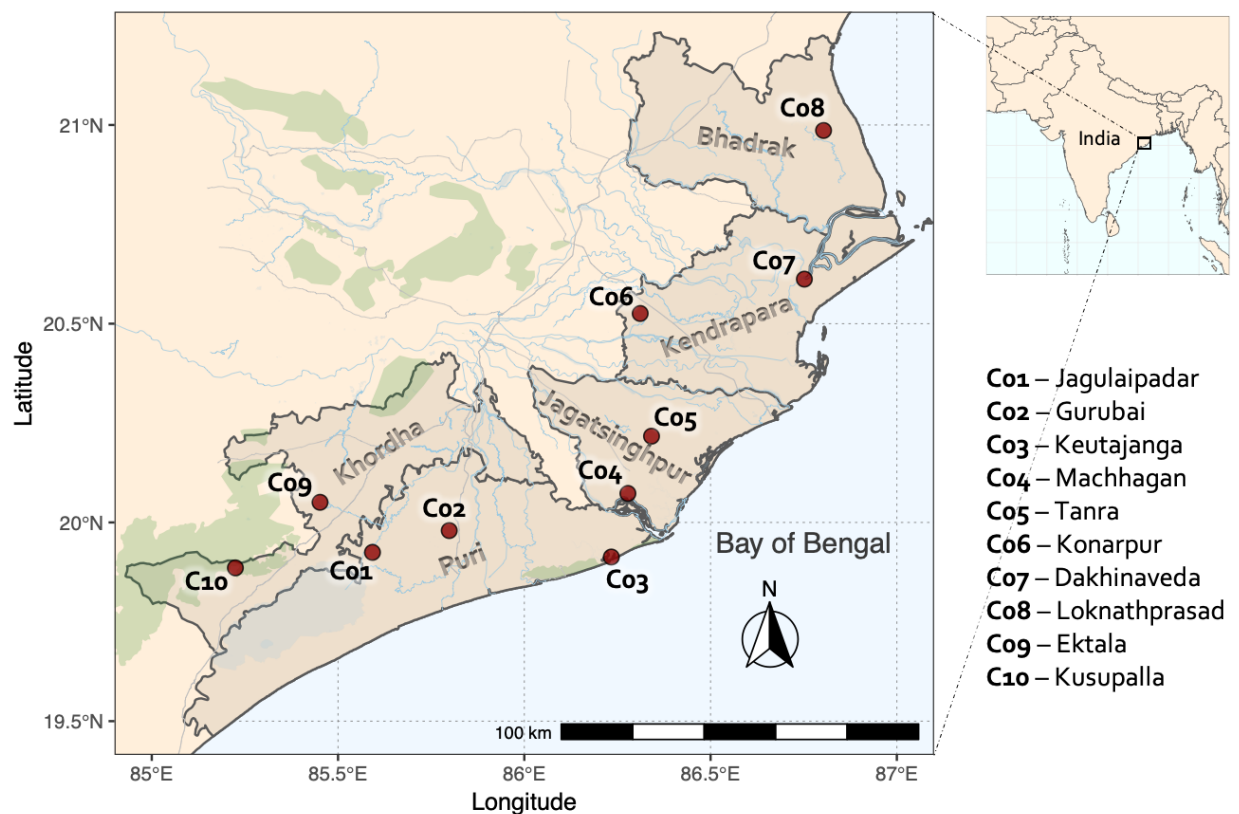 21°N
20.5°N
20°N
19.5°N
Latitude
85°E
85.5°E
86°E
86.5°E
87°E
Longitude
Co8
Bhadrak
Co7
Co6
Kendrapara
Jagatsinghpur
Co5
Co4
Khordha
Co9
Co2
Co1
Puri
C10
Co3
Bay of Bengal
N
100 km
India
Co1 – Jagulaipadar
Co2 – Gurubai
Co3 – Keutajanga
Co4 – Machhagan
Co5 – Tanra
Co6 – Konarpur
Co7 – Dakhinaveda
Co8 – Loknathprasad
Co9 – Ektala
C10 – Kusupalla